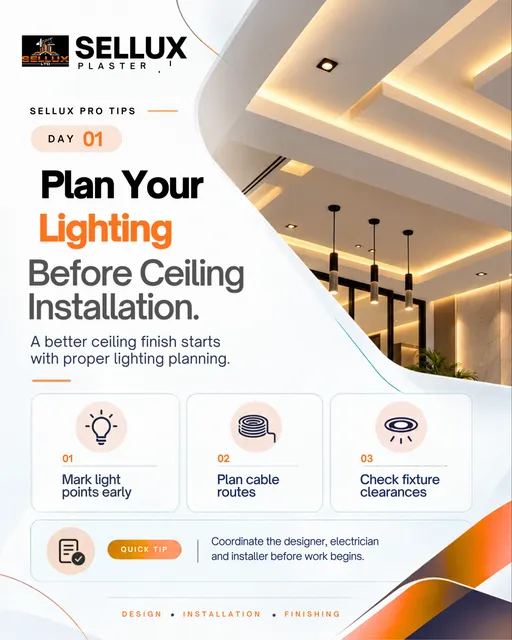 SELLUX
SELLUX
PLASTER
SELLUX PRO TIPS
DAY 01
Plan Your
Lighting
Before Ceiling
Installation.
A better ceiling finish starts
with proper lighting planning.
01
Mark light
points early
02
Plan cable
routes
03
Check fixture
clearances
QUICK TIP
Coordinate the designer, electrician
and installer before work begins.
DESIGN • INSTALLATION • FINISHING